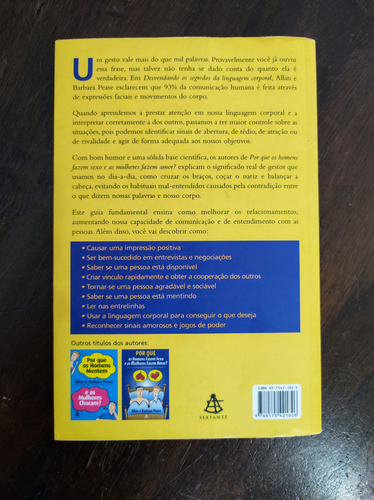 Um gesto vale mais do que mil palavras. Provavelmente você já ouviu
essa frase, mas talvez não tenha se dado conta do quanto ela é
verdadeira. Em Desvendando os segredos da linguagem corporal, Allan e
Barbara Pease esclarecem que 93% da comunicação humana é feita através
de expressões faciais e movimentos do corpo.
Quando aprendemos a prestar atenção em nossa linguagem corporal e a
interpretar corretamente a dos outros, passamos a ter maior controle sobre as
situações, pois podemos identificar sinais de abertura, de tédio, de atração ou
de rivalidade e agir de forma adequada aos nossos objetivos.
Com bom humor e uma sólida base científica, os autores de Por que os homens
fazem sexo e as mulheres fazem amor? explicam o significado real de gestos que
usamos no dia-a-dia, como cruzar os braços, coçar o nariz e balançar a
cabeça, evitando os habituais mal-entendidos causados pela contradição entre
o que dizem nossas palavras e nosso corpo.
Este guia fundamental ensina como melhorar os relacionamentos,
aumentando nossa capacidade de comunicação e de entendimento com as
pessoas. Além disso, você vai descobrir como:
• Causar uma impressão positiva
• Ser bem-sucedido em entrevistas e negociações
• Saber se uma pessoa está disponível
• Criar vínculo rapidamente e obter a cooperação dos outros
• Tornar-se uma pessoa agradável e sociável
• Saber se uma pessoa está mentindo
• Ler nas entrelinhas
• Usar a linguagem corporal para conseguir o que deseja
• Reconhecer sinais amorosos e jogos de poder
Outros títulos dos autores:
Por que
os Homens
Mentem
Allan & Barbara Pease
e as
Mulheres
Choram?
POR QUE
os Homens Fazem Sexo
e as Mulheres Fazem Amor?
Allan e Barbara Pease
SEXTANTE